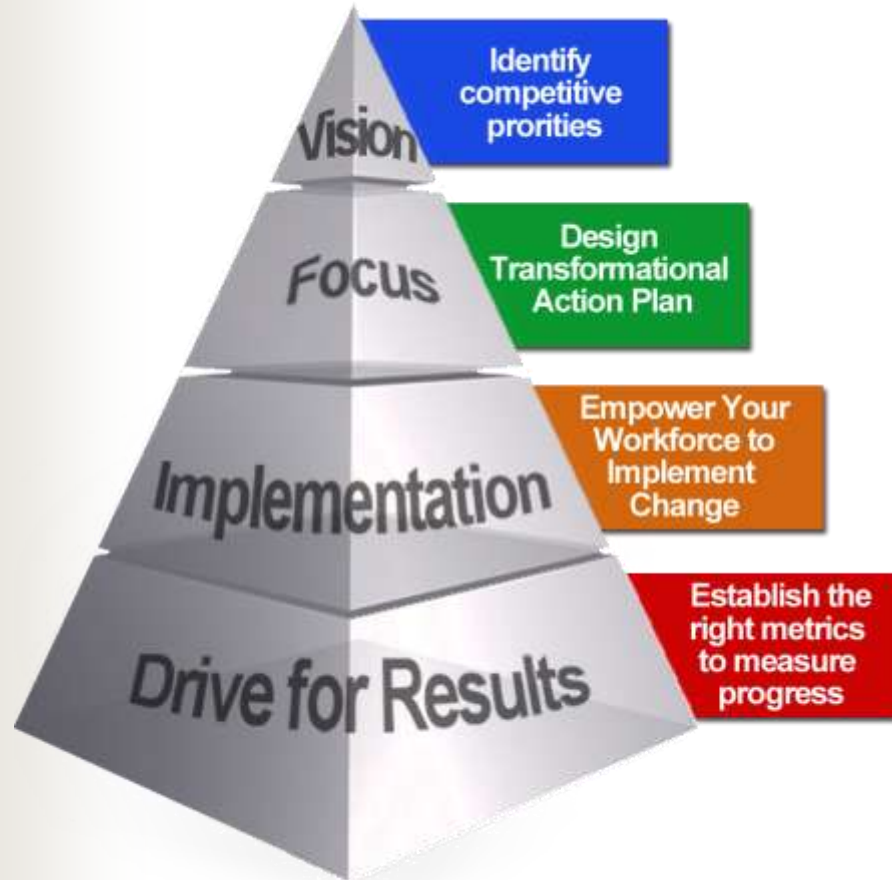 Vision
Identify
competitive
prorities
Focus
Design
Transformational
Action Plan
Implementation
Empower Your
Workforce to
Implement
Change
Drive for Results
Establish the
right metrics
to measure
progress